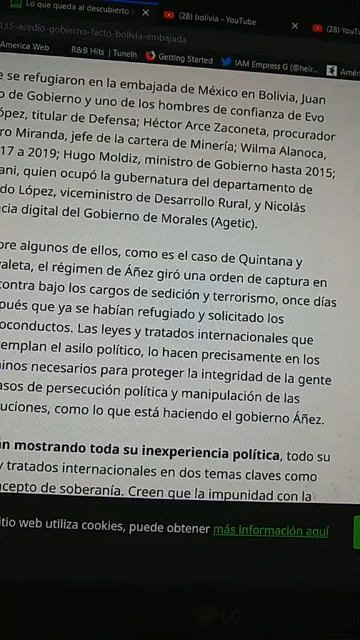 Lo que queda al descubierto
(28) bolivia - YouTube
(28) YouT
135-asedio-gobierno-facto-bolivia-embajada
America Web
R&B Hits | TuneIn
Getting Started
IAM Empress G (@heir...
Améri
e se refugiaron en la embajada de México en Bolivia, Juan
o de Gobierno y uno de los hombres de confianza de Evo
ópez, titular de Defensa; Héctor Arce Zaconeta, procurador
ro Miranda, jefe de la cartera de Minería; Wilma Alanoca,
17 a 2019; Hugo Moldiz, ministro de Gobierno hasta 2015;
ani, quien ocupó la gubernatura del departamento de
do López, viceministro de Desarrollo Rural, y Nicolás
cia digital del Gobierno de Morales (Agetic).
bre algunos de ellos, como es el caso de Quintana y
valeta, el régimen de Áñez giró una orden de captura en
contra bajo los cargos de sedición y terrorismo, once días
pués que ya se habían refugiado y solicitado los
oconductos. Las leyes y tratados internacionales que
templan el asilo político, lo hacen precisamente en los
ninos necesarios para proteger la integridad de la gente
asos de persecución política y manipulación de las
uciones, como lo que está haciendo el gobierno Áñez.
án mostrando toda su inexperiencia política, todo su
y tratados internacionales en dos temas claves como
ncepto de soberanía. Creen que la impunidad con la
itio web utiliza cookies, puede obtener más información aquí
LG